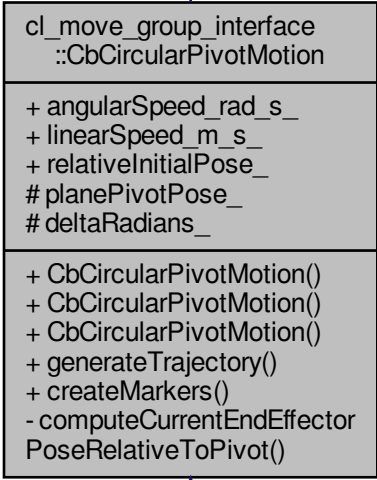 cl_move_group_interface
::CbCircularPivotMotion
+ angularSpeed_rad_s_
+ linearSpeed_m_s_
+ relativeInitialPose_
# planePivotPose_
# deltaRadians_
+ CbCircularPivotMotion()
+ CbCircularPivotMotion()
+ CbCircularPivotMotion()
+ generateTrajectory()
+ createMarkers()
- computeCurrentEndEffector
PoseRelativeToPivot()